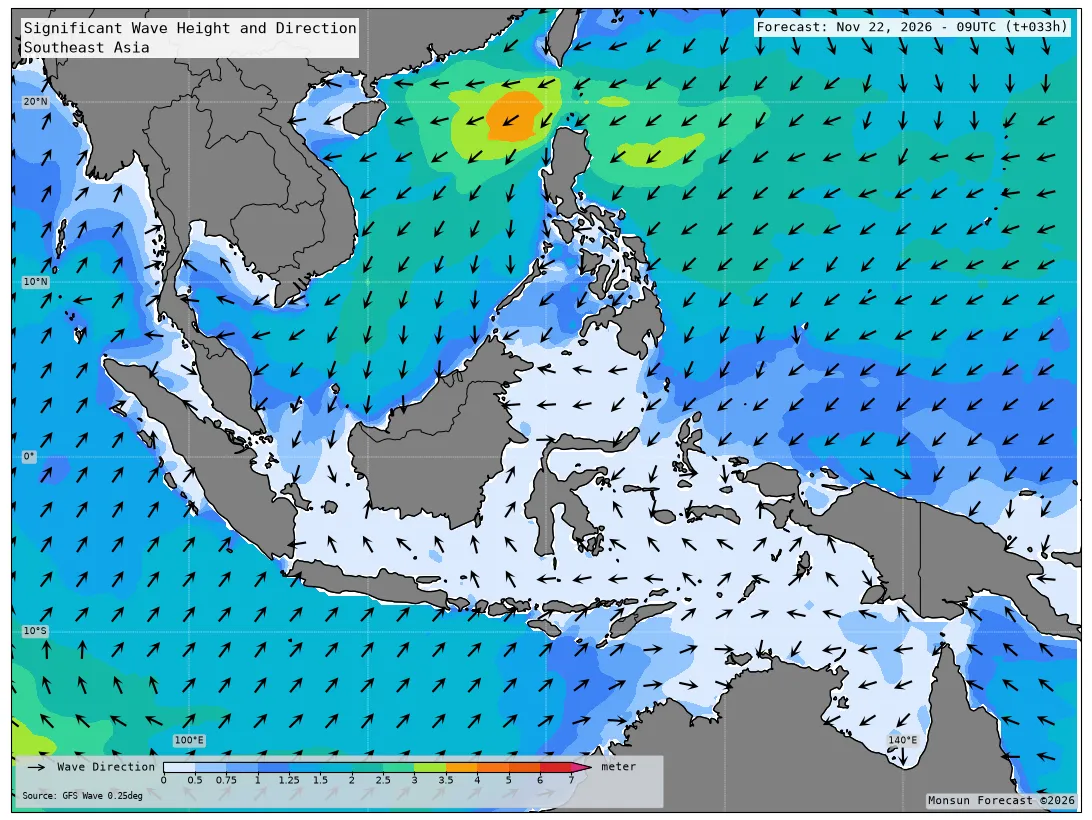 Significant Wave Height and Direction
Southeast Asia
Forecast: Nov 22, 2026 - 09UTC (t+033h)
20°N
10°N
0°
10°S
100°E
140°E
Wave Direction
0 0.5 0.75 1 1.25 1.5 2 2.5 3 3.5 4 5 6 7
meter
Source: GFS Wave 0.25deg
Monsun Forecast ©2026